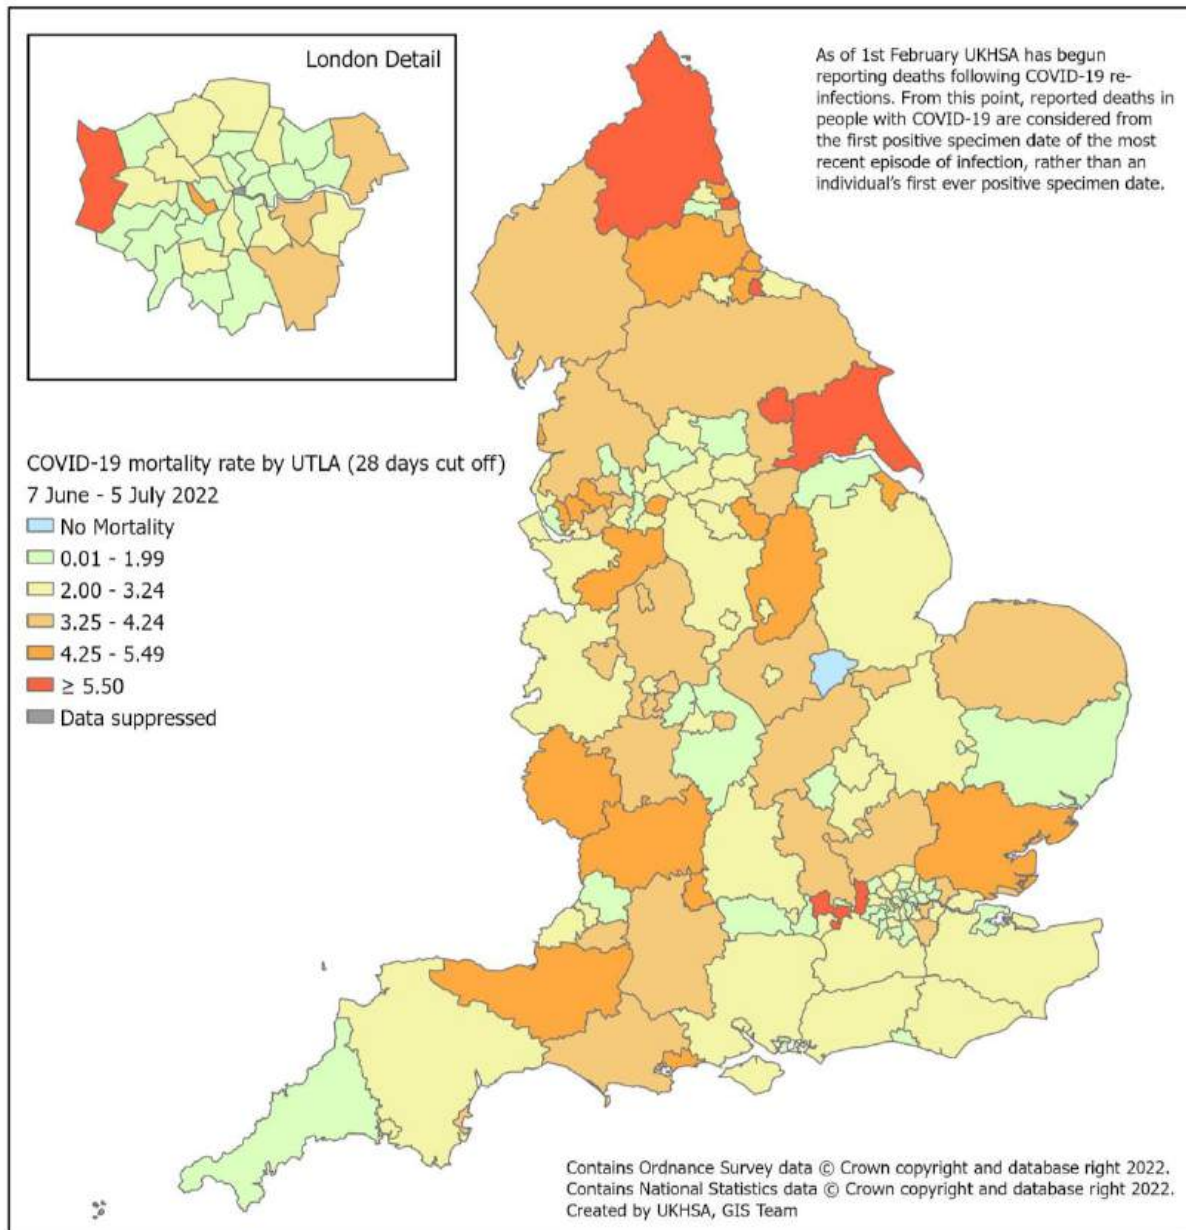 London Detail
As of 1st February UKHSA has begun
reporting deaths following COVID-19 re-
infections. From this point, reported deaths in
people with COVID-19 are considered from
the first positive specimen date of the most
recent episode of infection, rather than an
individual's first ever positive specimen date.
COVID-19 mortality rate by UTLA (28 days cut off)
7 June - 5 July 2022
No Mortality
0.01 - 1.99
2.00 - 3.24
3.25 - 4.24
4.25 - 5.49
≥ 5.50
Data suppressed
Contains Ordnance Survey data © Crown copyright and database right 2022.
Contains National Statistics data © Crown copyright and database right 2022.
Created by UKHSA, GIS Team